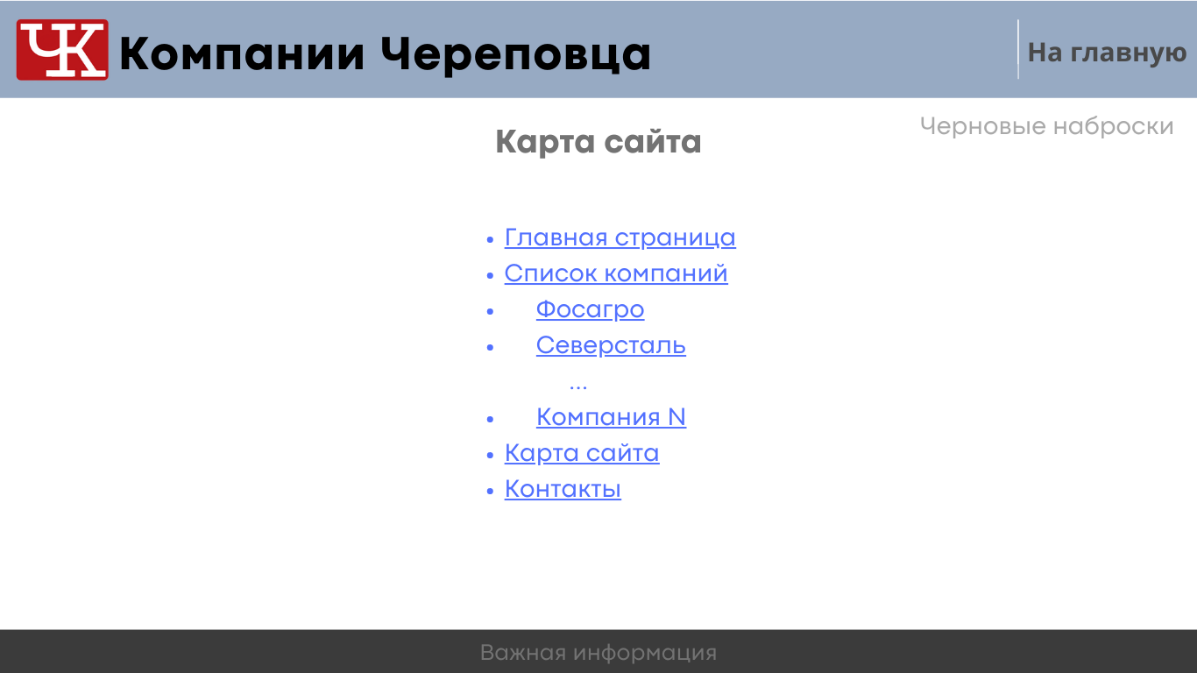 ЧК Компании Череповца
На главную
Черновые наброски
Карта сайта
• Главная страница
• Список компаний
• Фосагро
• Северсталь
...
• Компания N
• Карта сайта
• Контакты
Важная информация